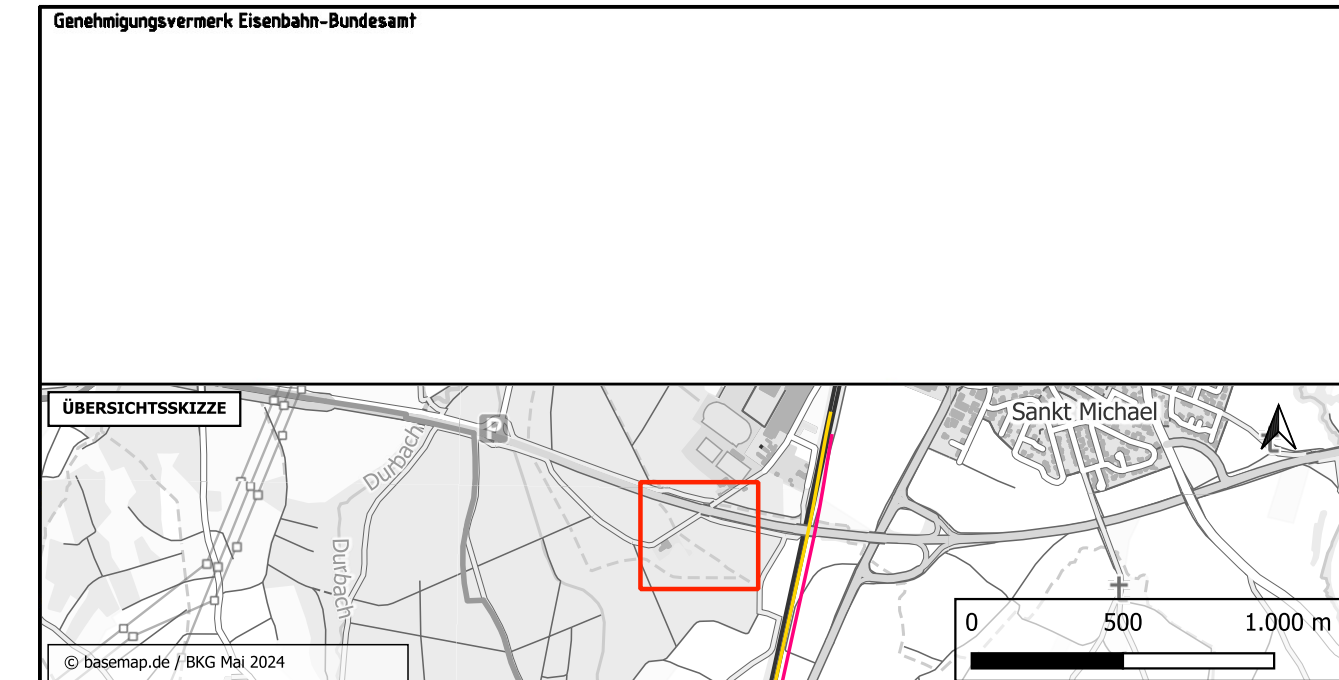 Genehmigungsvermerk Eisenbahn-Bundesamt
ÜBERSICHTSSKIZZE
Sankt Michael
P
Durbach
Durbach
0 500 1.000 m
© basemap.de / BKG Mai 2024